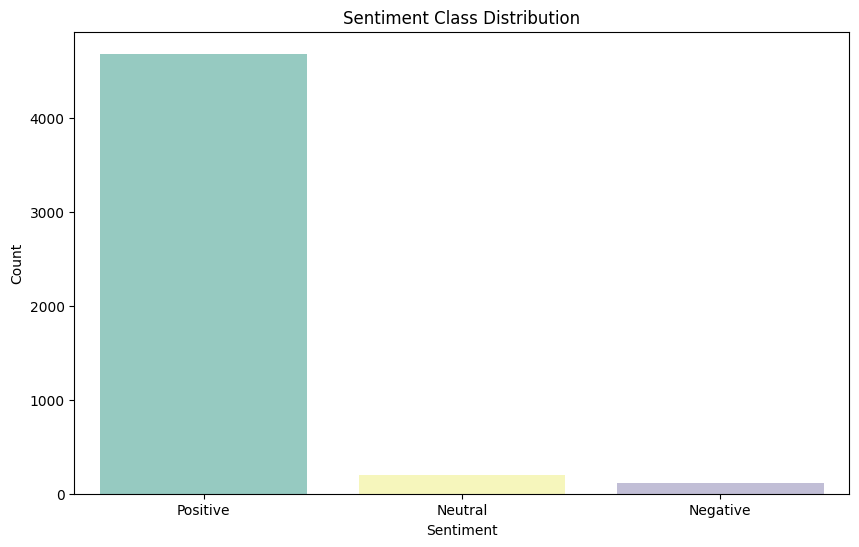 Sentiment Class Distribution
Count
4000
3000
2000
1000
0
Positive Neutral Negative
Sentiment